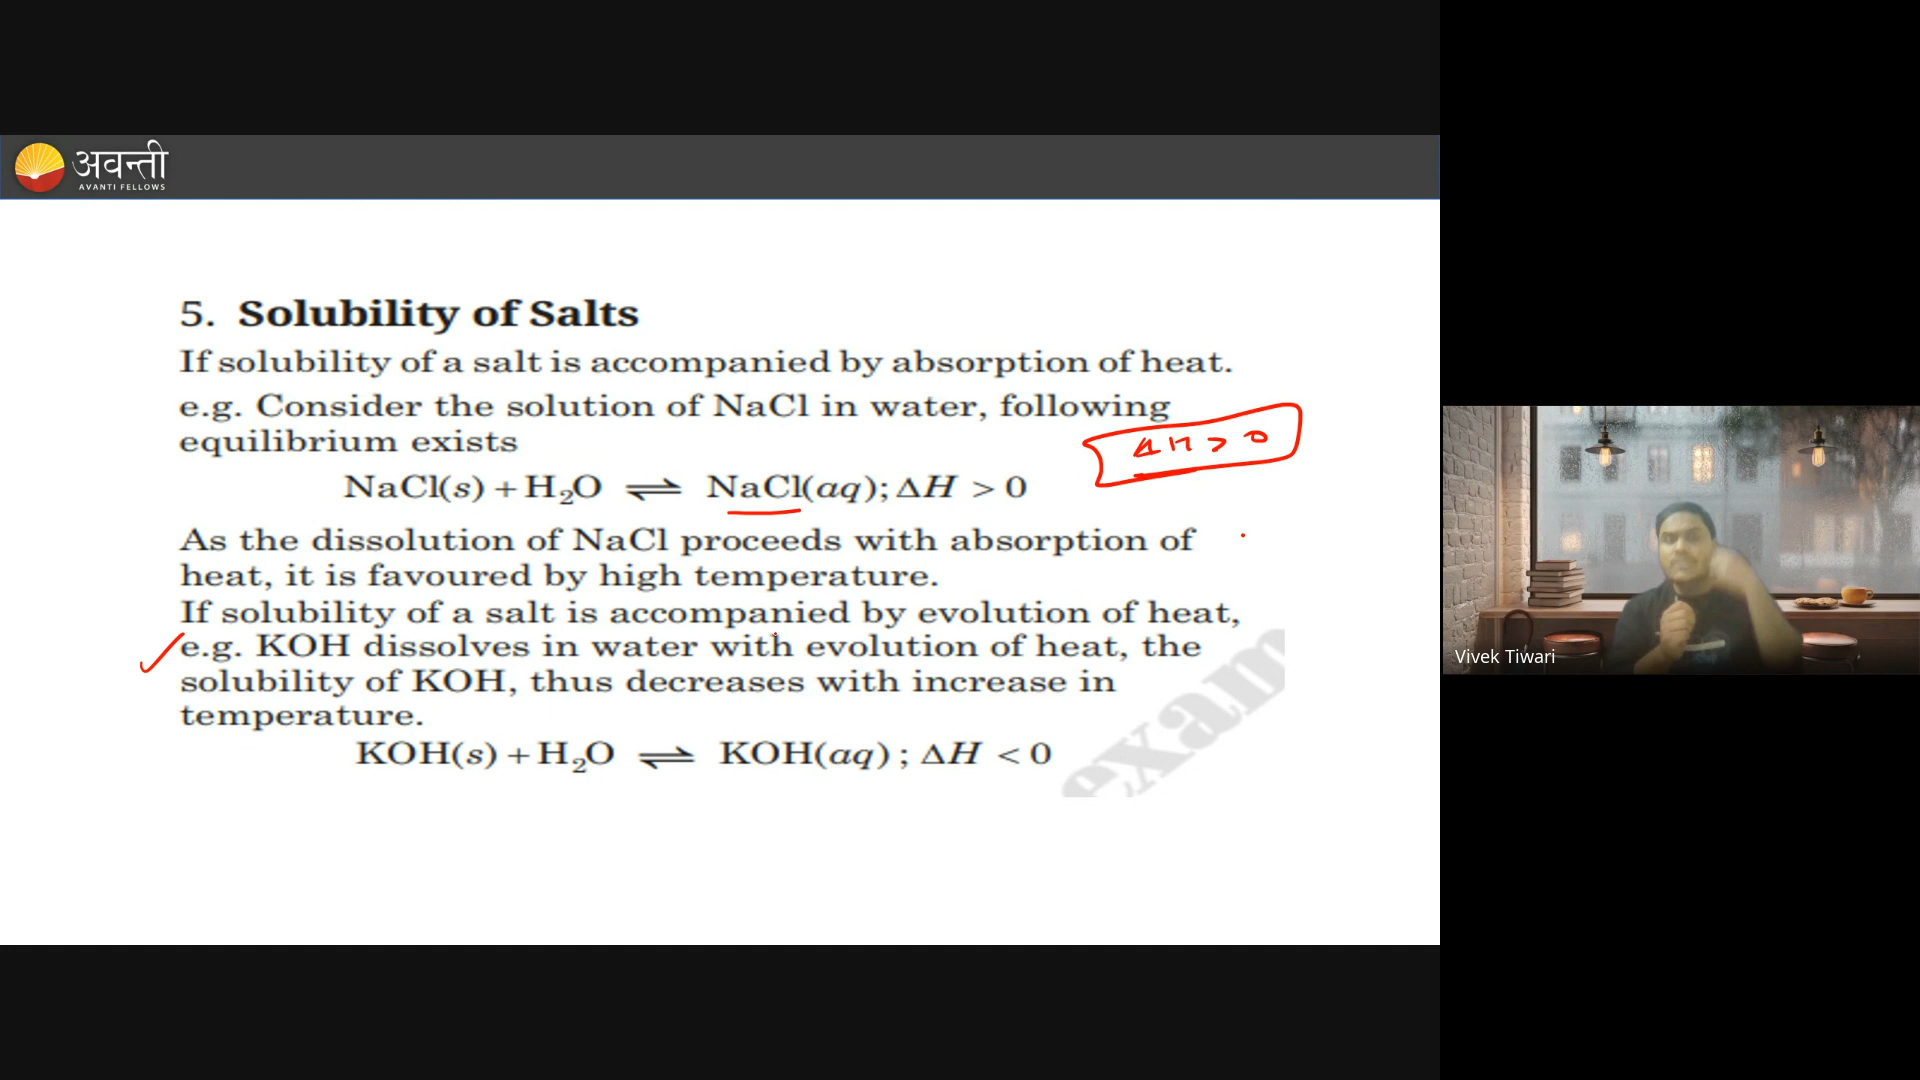 अवन्ती
AVANTI FELLOWS
5. Solubility of Salts
If solubility of a salt is accompanied by absorption of heat.
e.g. Consider the solution of NaCl in water, following
equilibrium exists
ΔH > 0
NaCl(s) + H₂O ⇌ NaCl(aq); ΔH > 0
As the dissolution of NaCl proceeds with absorption of
heat, it is favoured by high temperature.
If solubility of a salt is accompanied by evolution of heat,
e.g. KOH dissolves in water with evolution of heat, the
solubility of KOH, thus decreases with increase in
temperature.
KOH(s) + H₂O ⇌ KOH(aq) ; ΔH < 0
exam
Vivek Tiwari